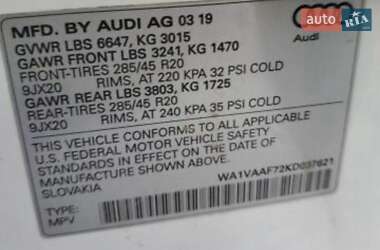 auto RIA
MFD. BY AUDI AG 03 19
GVWR LBS 6647, KG 3015
GAWR FRONT LBS 3241, KG 1470
FRONT-TIRES 285/45 R20
9JX20 RIMS, AT 220 KPA 32 PSI COLD
GAWR REAR LBS 3803, KG 1725
REAR-TIRES 285/45 R20
9JX20 RIMS, AT 240 KPA 35 PSI COLD
Audi
THIS VEHICLE CONFORMS TO ALL APPLICABLE
U.S. FEDERAL MOTOR VEHICLE SAFETY
STANDARDS IN EFFECT ON THE DATE OF
MANUFACTURE SHOWN ABOVE.
SLOVAKIA
WA1VAAF72KD037621
TYPE:
MPV